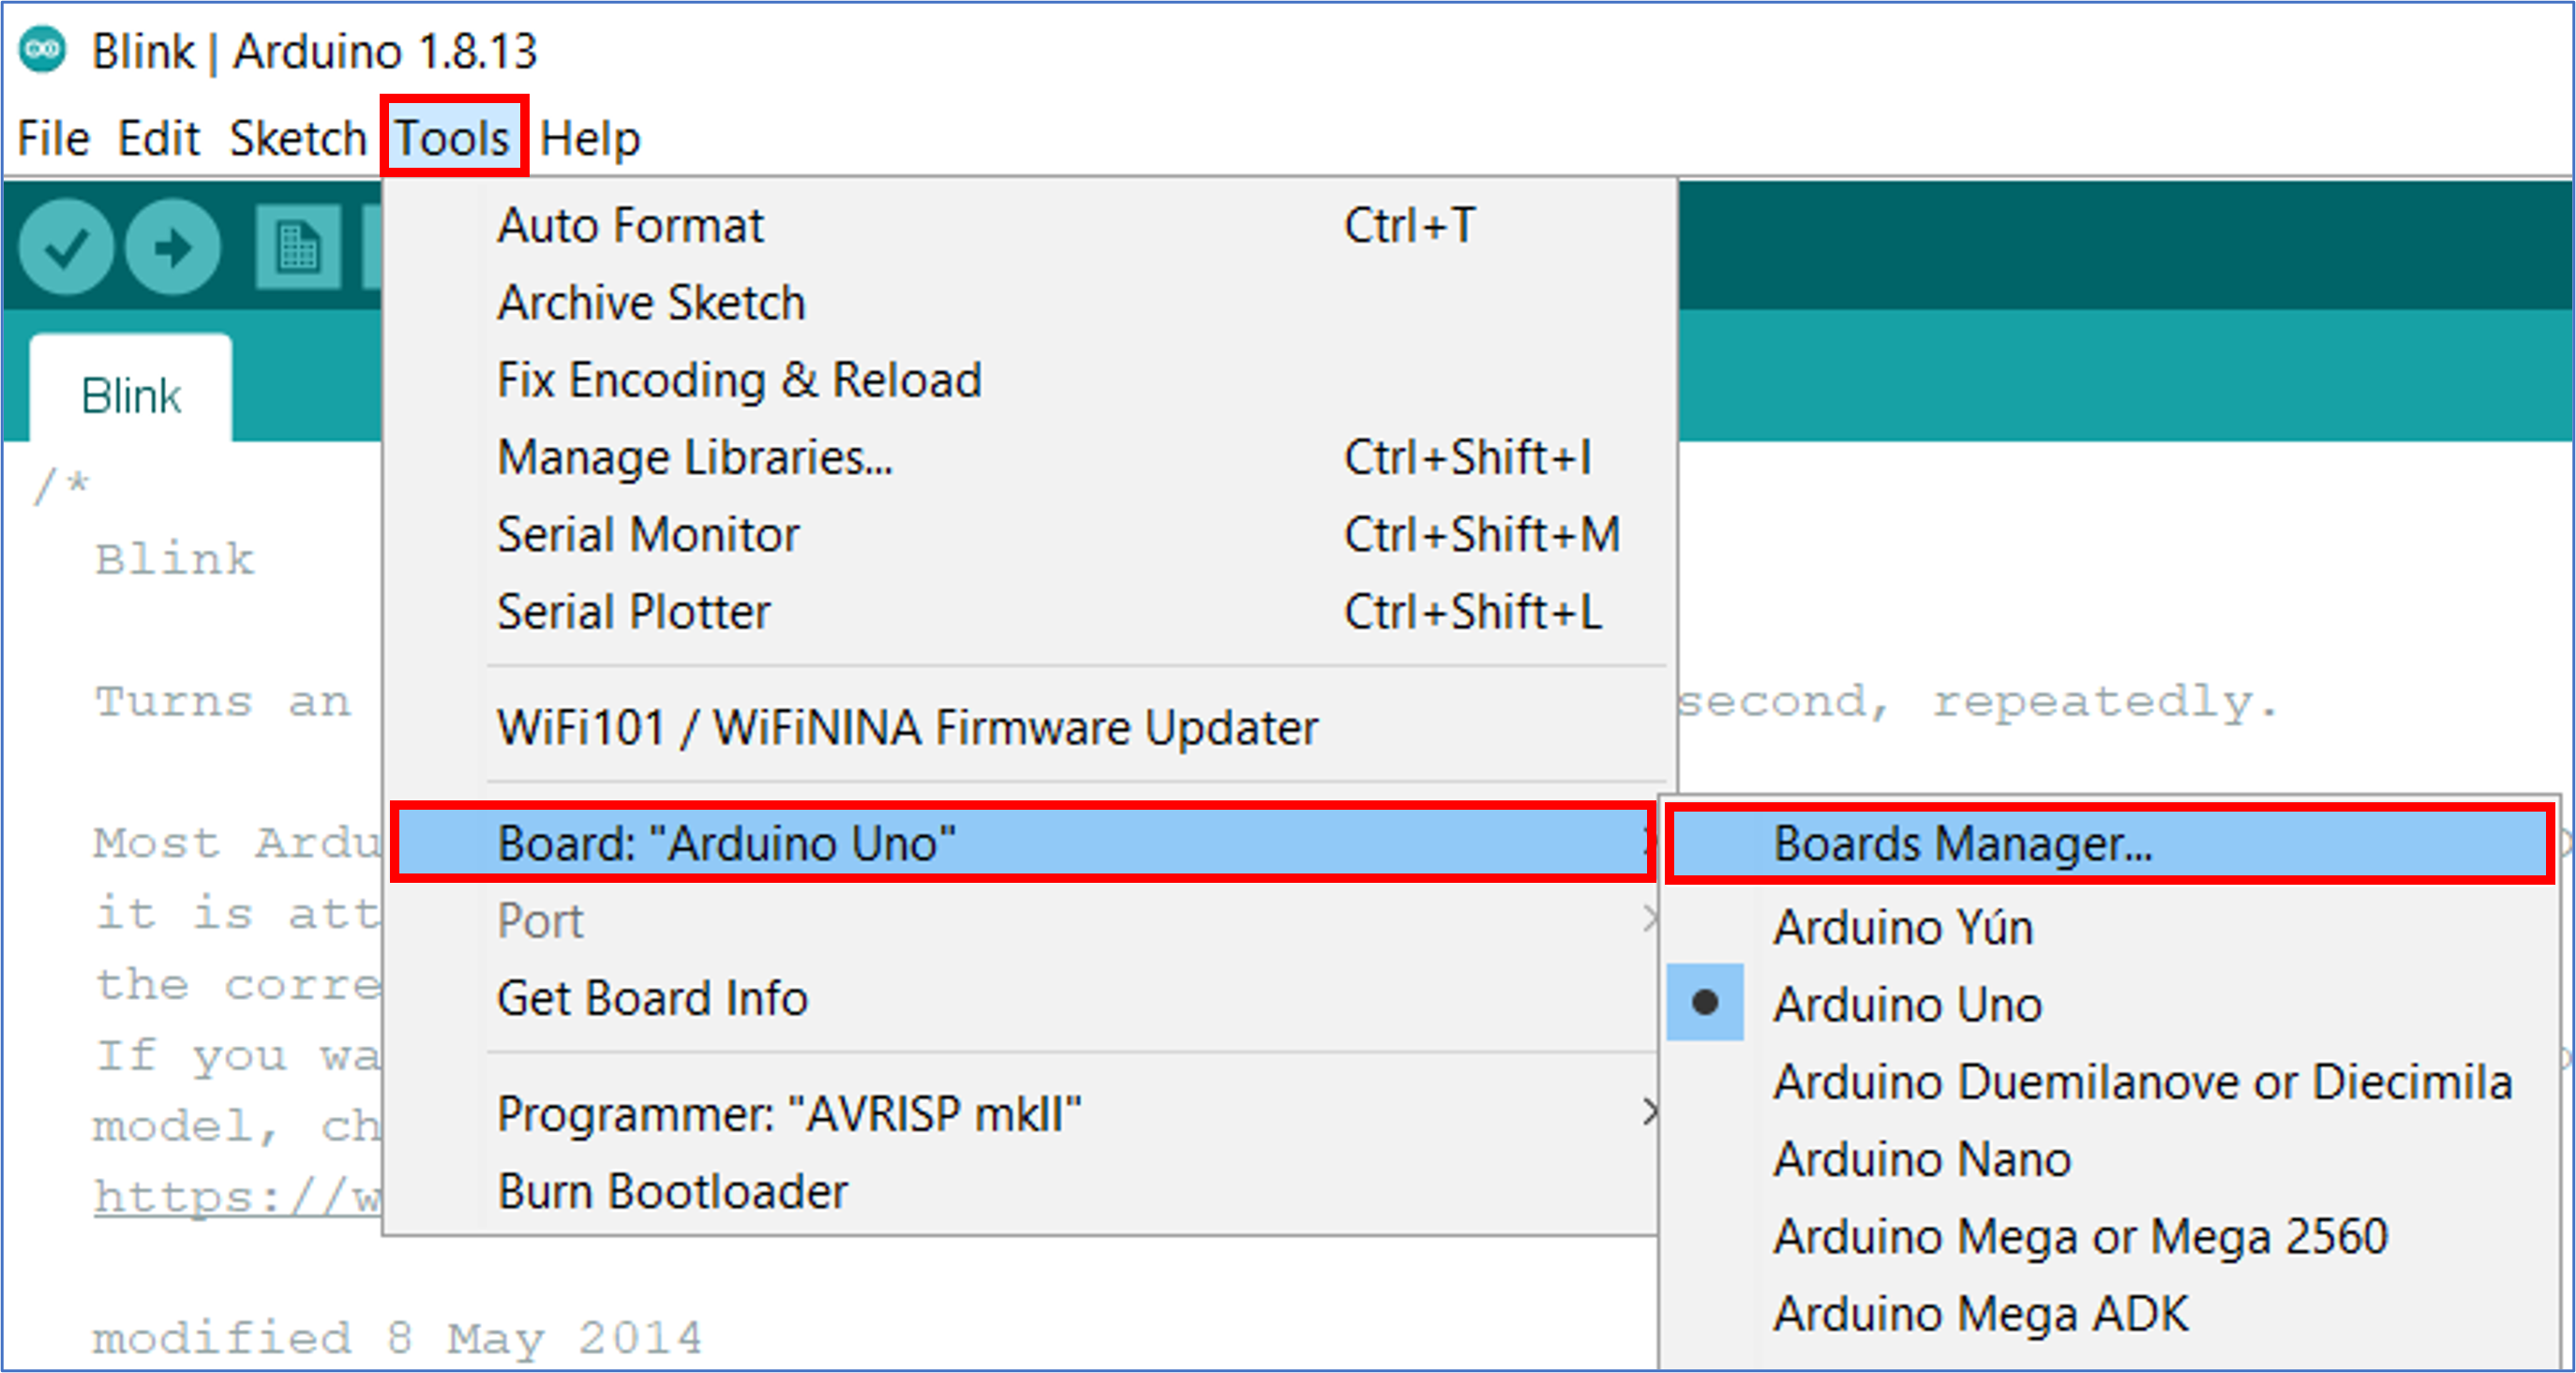 Blink | Arduino 1.8.13
File Edit Sketch Tools Help
Auto Format Ctrl+T
Archive Sketch
Fix Encoding & Reload
Manage Libraries... Ctrl+Shift+I
Serial Monitor Ctrl+Shift+M
Serial Plotter Ctrl+Shift+L
WiFi101 / WiFiNINA Firmware Updater
Board: "Arduino Uno"
Port
Get Board Info
Programmer: "AVRISP mkII"
Burn Bootloader
Boards Manager...
Arduino Yún
Arduino Uno
Arduino Duemilanove or Diecimila
Arduino Nano
Arduino Mega or Mega 2560
Arduino Mega ADK
Blink
/*
Blink
Turns an second, repeatedly.
Most Ardu
it is att
the corre
If you wa
model, ch
https://w
modified 8 May 2014